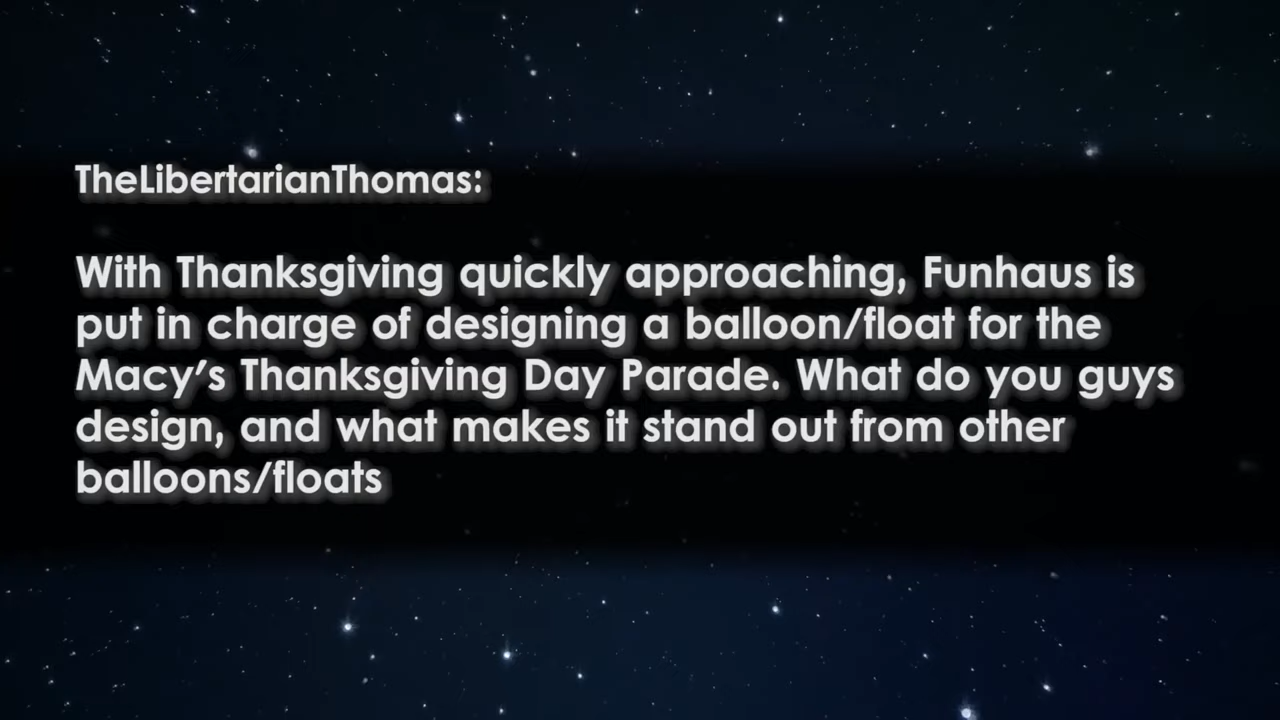 TheLibertarianThomas:
With Thanksgiving quickly approaching, Funhaus is
put in charge of designing a balloon/float for the
Macy's Thanksgiving Day Parade. What do you guys
design, and what makes it stand out from other
balloons/floats